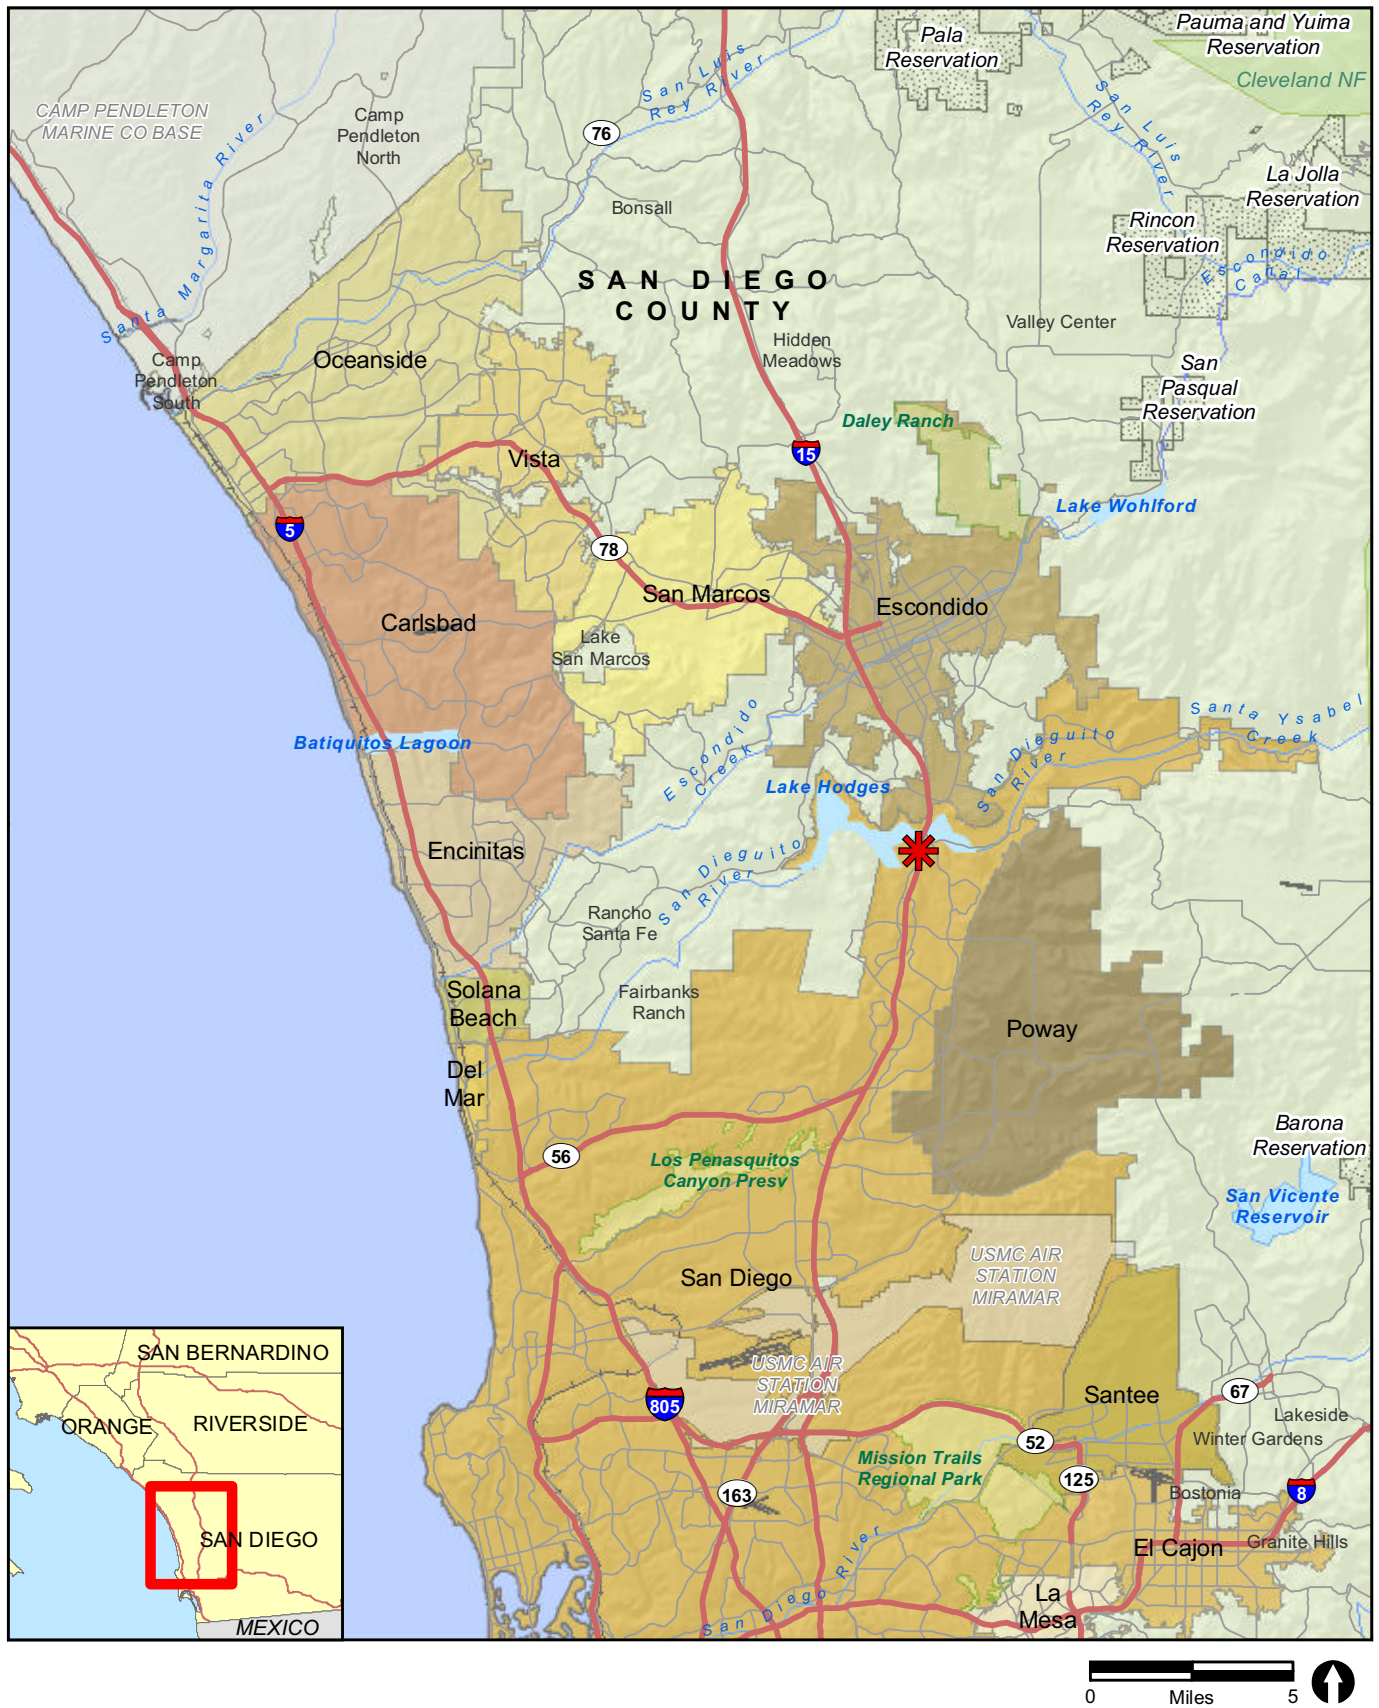 Pauma and Yuima
Reservation
Cleveland NF
Pala
Reservation
San Luis
Rey River
San Luis
Rey River
CAMP PENDLETON
MARINE CO BASE
Camp
Pendleton
North
Santa Margarita River
76
La Jolla
Reservation
Rincon
Reservation
Bonsall
Escondido
Canal
SAN DIEGO
COUNTY
Valley Center
Hidden
Meadows
Oceanside
Camp
Pendleton
South
San
Pasqual
Reservation
Daley Ranch
15
Vista
Lake Wohlford
5
78
San Marcos
Escondido
Carlsbad
Lake
San Marcos
Santa Ysabel
Creek
Escondido
Creek
San Dieguito
River
Batiquitos Lagoon
Lake Hodges
Encinitas
San Dieguito
River
Rancho
Santa Fe
Solana
Beach
Fairbanks
Ranch
Poway
Del
Mar
Barona
Reservation
56
Los Penasquitos
Canyon Presv
San Vicente
Reservoir
USMC AIR
STATION
MIRAMAR
San Diego
USMC AIR
STATION
MIRAMAR
Santee
67
805
Lakeside
Winter Gardens
52
Mission Trails
Regional Park
125
163
Bostonia
8
El Cajon
Granite Hills
San Diego River
La
Mesa
SAN BERNARDINO
ORANGE
RIVERSIDE
SAN DIEGO
MEXICO
0 Miles 5